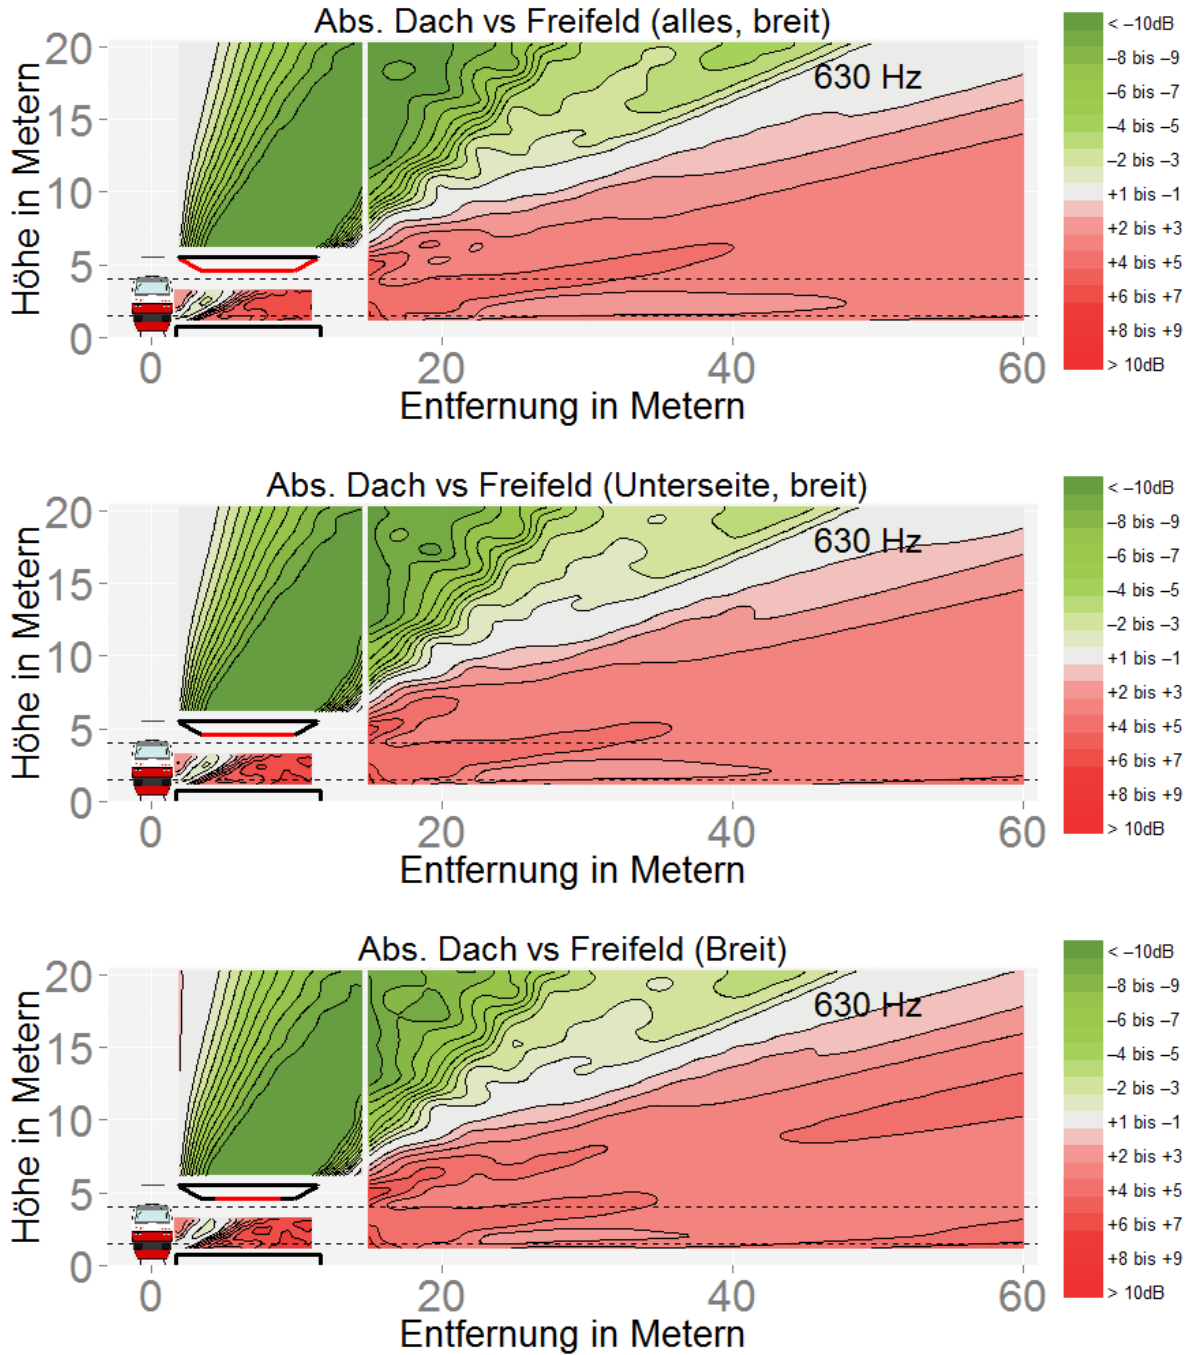 Abs. Dach vs Freifeld (alles, breit)
Höhe in Metern
20
15
10
5
0
630 Hz
0
20
40
60
Entfernung in Metern
< –10dB
–8 bis –9
–6 bis –7
–4 bis –5
–2 bis –3
+1 bis –1
+2 bis +3
+4 bis +5
+6 bis +7
+8 bis +9
> 10dB
Abs. Dach vs Freifeld (Unterseite, breit)
Höhe in Metern
20
15
10
5
0
630 Hz
0
20
40
60
Entfernung in Metern
< –10dB
–8 bis –9
–6 bis –7
–4 bis –5
–2 bis –3
+1 bis –1
+2 bis +3
+4 bis +5
+6 bis +7
+8 bis +9
> 10dB
Abs. Dach vs Freifeld (Breit)
Höhe in Metern
20
15
10
5
0
630 Hz
0
20
40
60
Entfernung in Metern
< –10dB
–8 bis –9
–6 bis –7
–4 bis –5
–2 bis –3
+1 bis –1
+2 bis +3
+4 bis +5
+6 bis +7
+8 bis +9
> 10dB